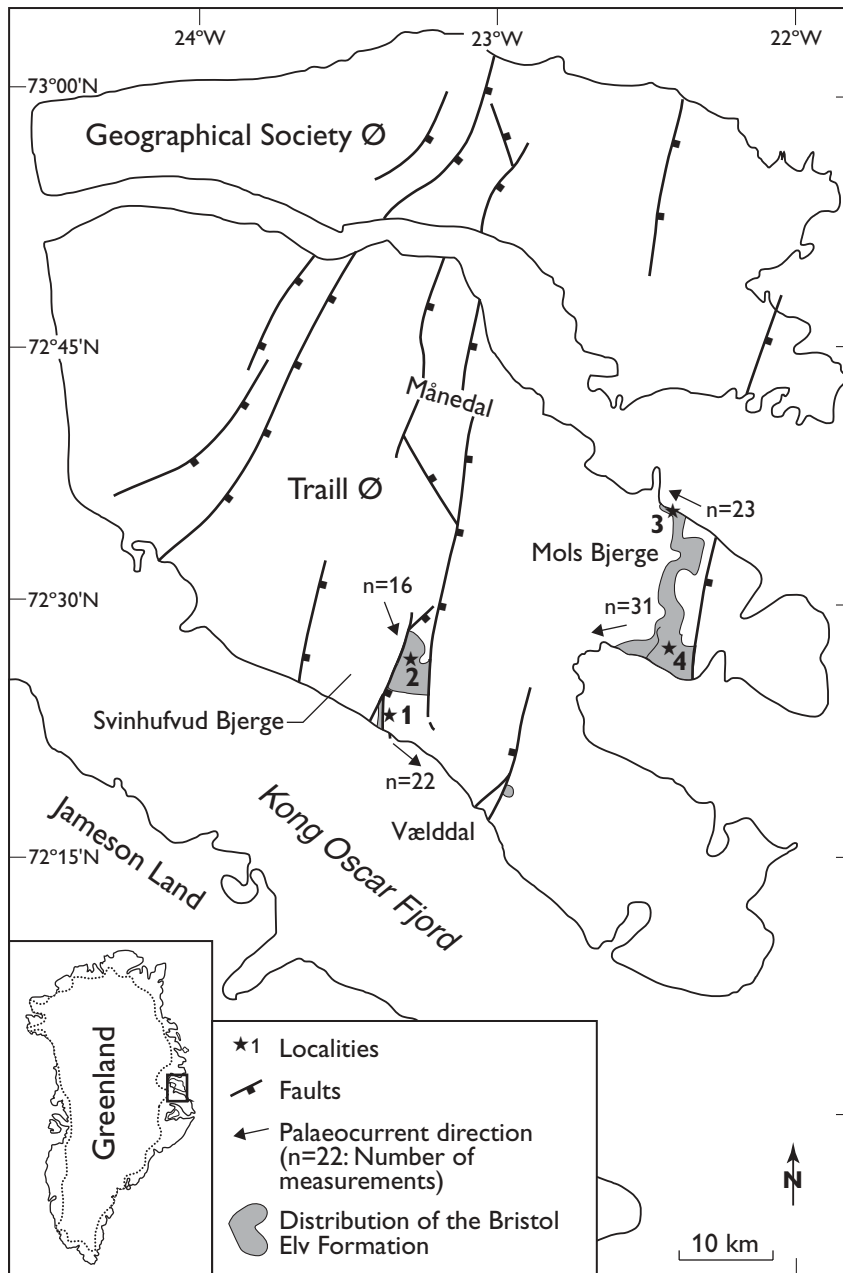 24°W
23°W
22°W
73°00'N
Geographical Society Ø
72°45'N
Månedal
Traill Ø
3
n=23
Mols Bjerge
72°30'N
n=16
n=31
2
4
Svinhufvud Bjerge
1
n=22
Kong Oscar Fjord
Jameson Land
Vælddal
72°15'N
Greenland
1 Localities
Faults
Palaeocurrent direction
(n=22: Number of
measurements)
Distribution of the Bristol
Elv Formation
N
10 km